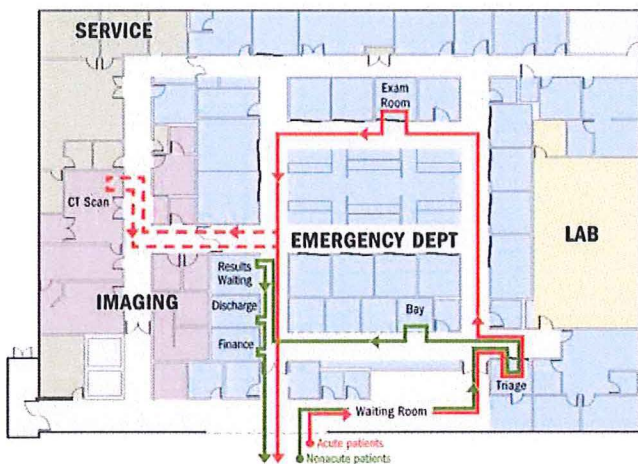 SERVICE
Exam
Room
CT Scan
EMERGENCY DEPT
LAB
Results
Waiting
IMAGING
Discharge
Bay
Finance
Triage
Waiting Room
Acute patients
Nonacute patients